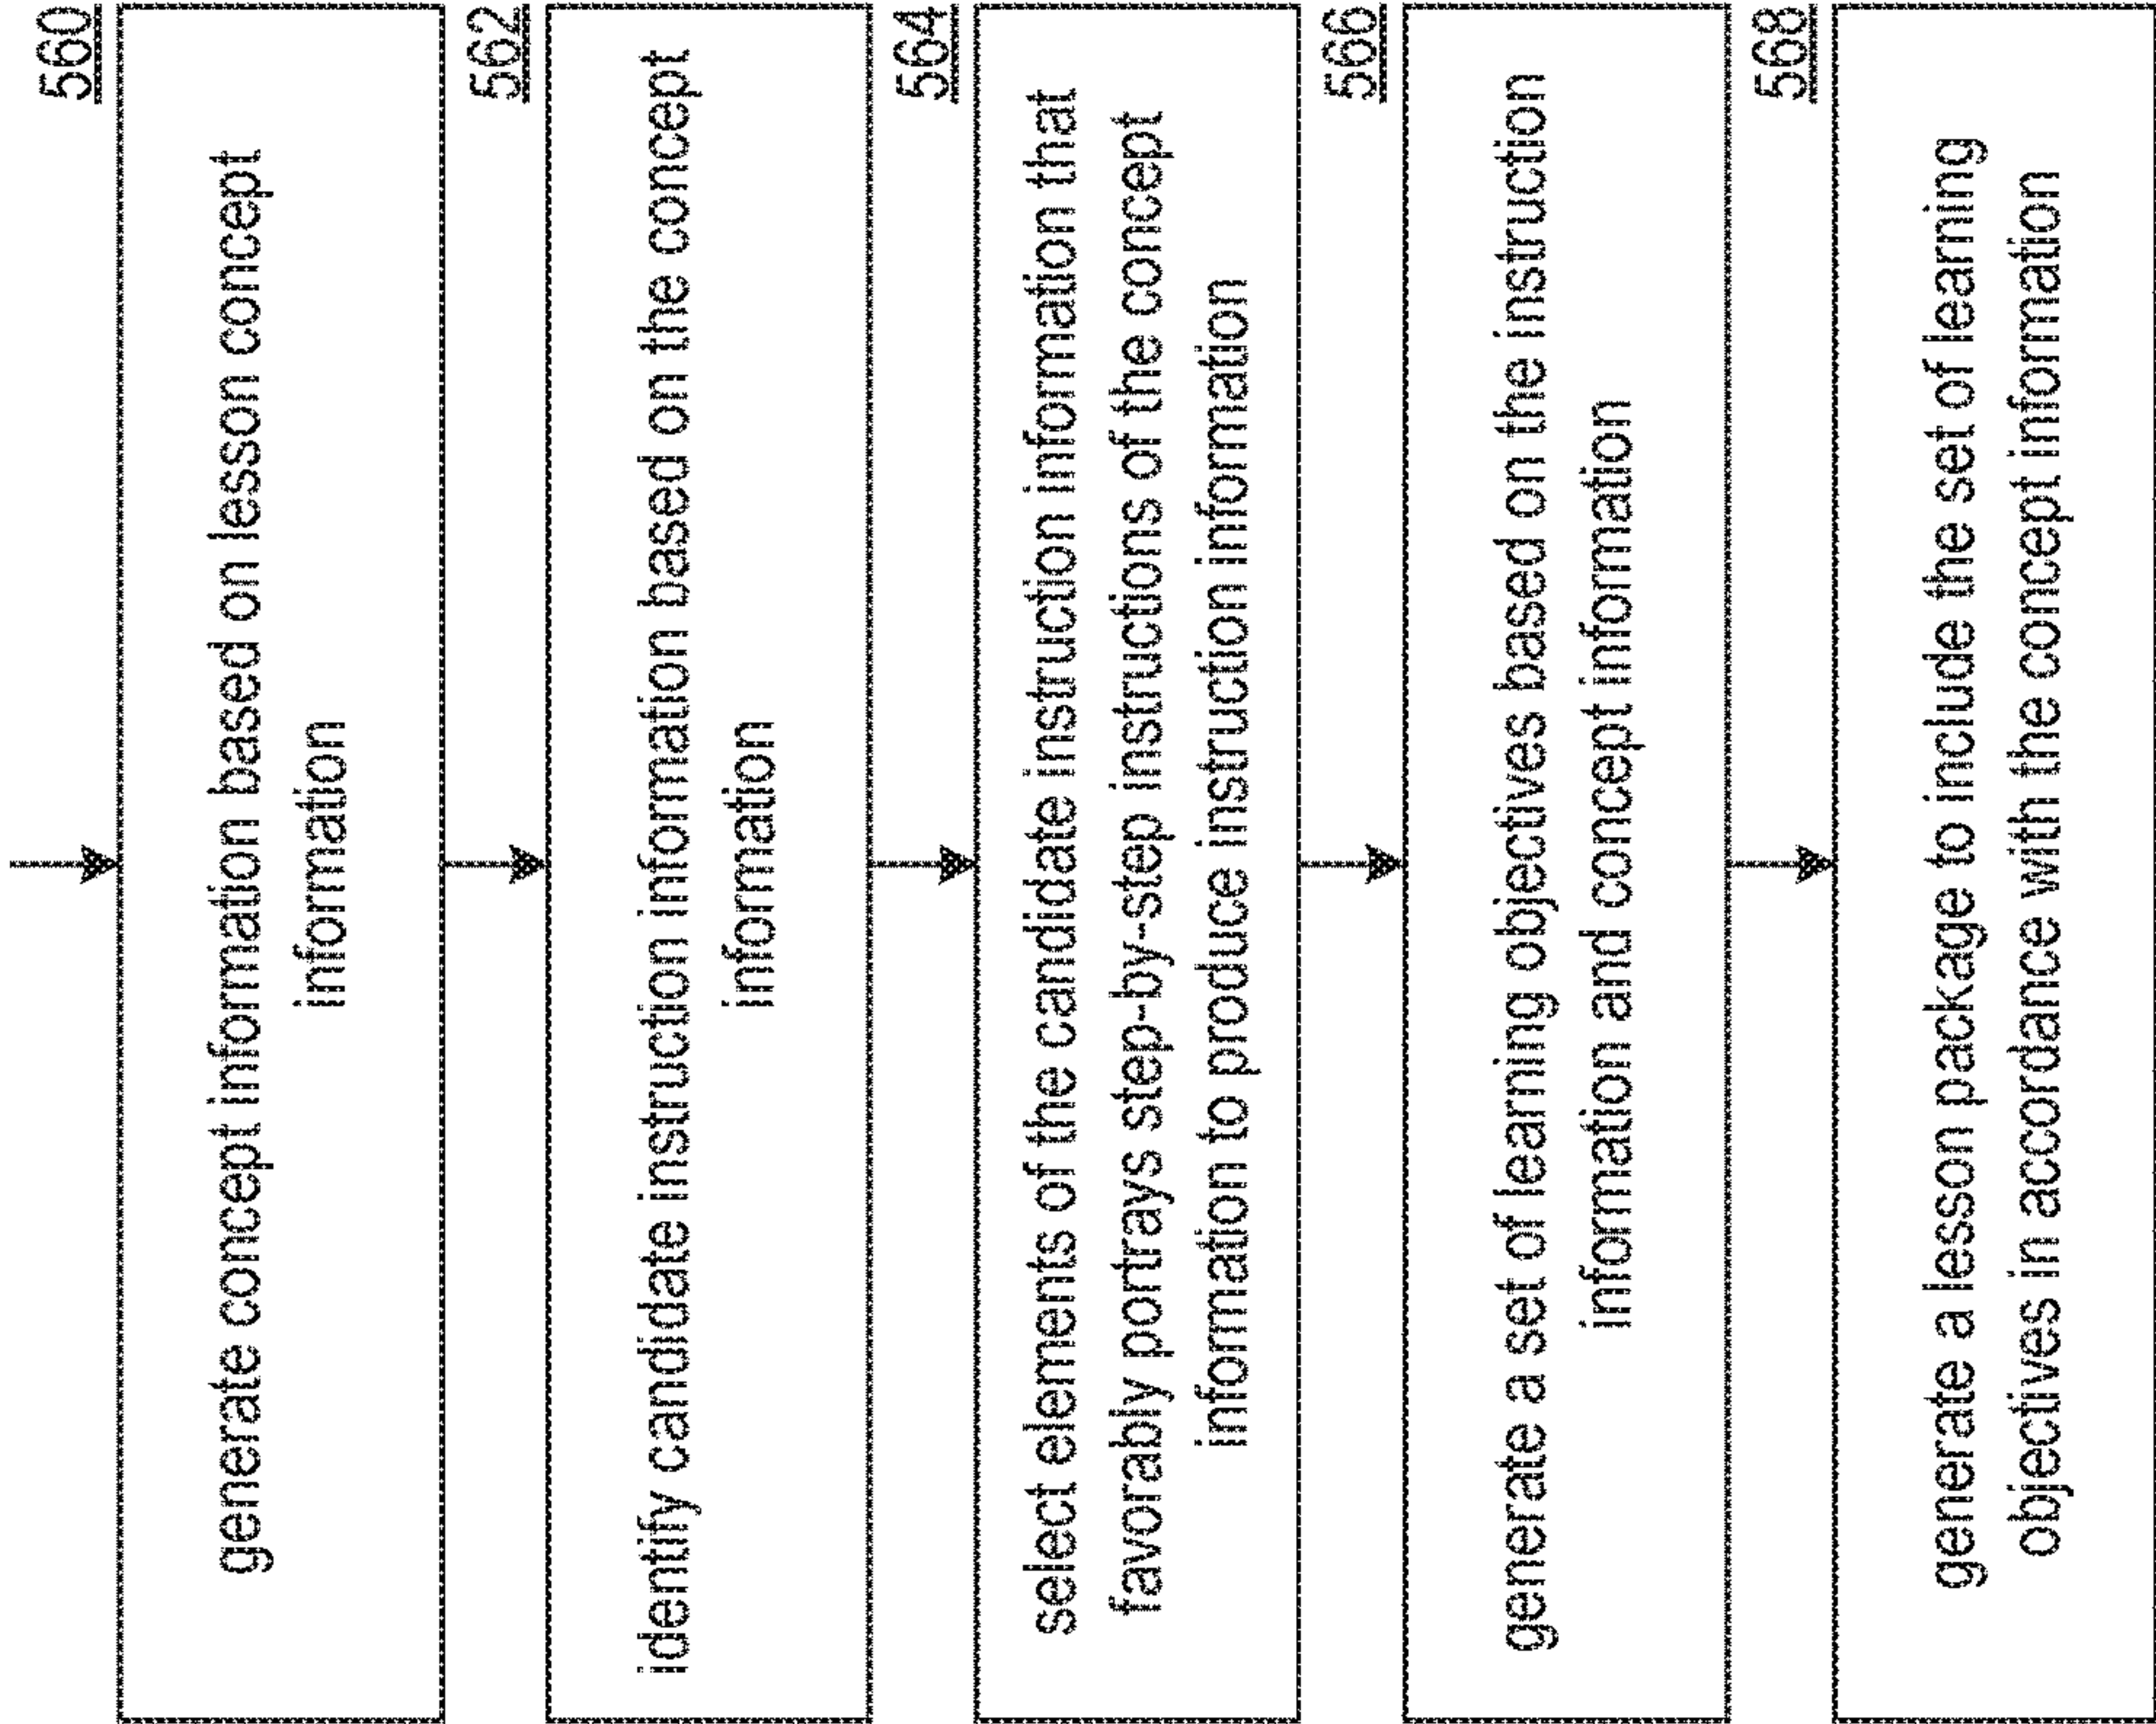 560
generate concept information based on lesson concept
information
562
identify candidate instruction information based on the concept
information
564
select elements of the candidate instruction information that
favorably portrays step-by-step instructions of the concept
information to produce instruction information
566
generate a set of learning objectives based on the instruction
information and concept information
568
generate a lesson package to include the set of learning
objectives in accordance with the concept information